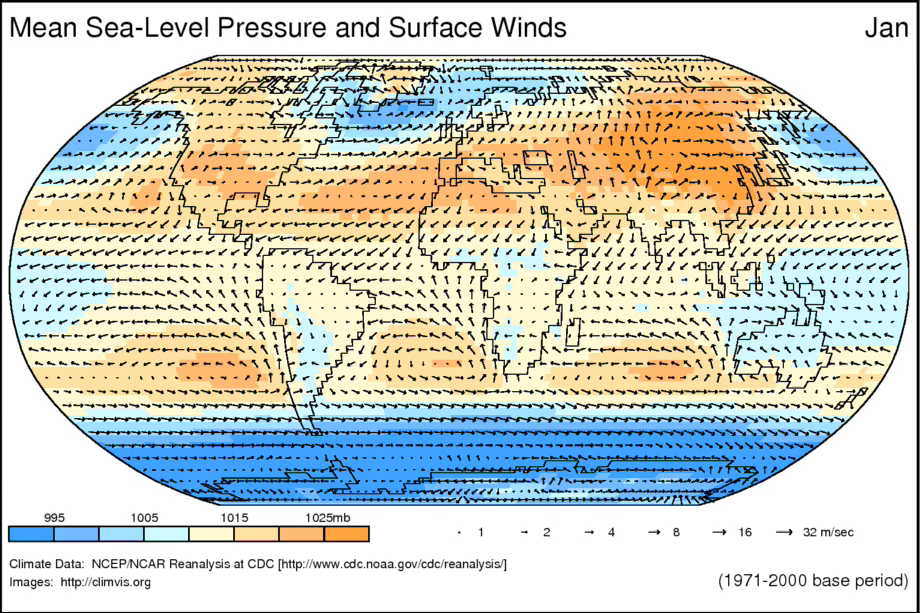 Mean Sea-Level Pressure and Surface Winds Jan
995 1005 1015 1025mb
1 2 4 8 16 32 m/sec
Climate Data: NCEP/NCAR Reanalysis at CDC [http://www.cdc.noaa.gov/cdc/reanalysis/]
Images: http://climvis.org (1971-2000 base period)